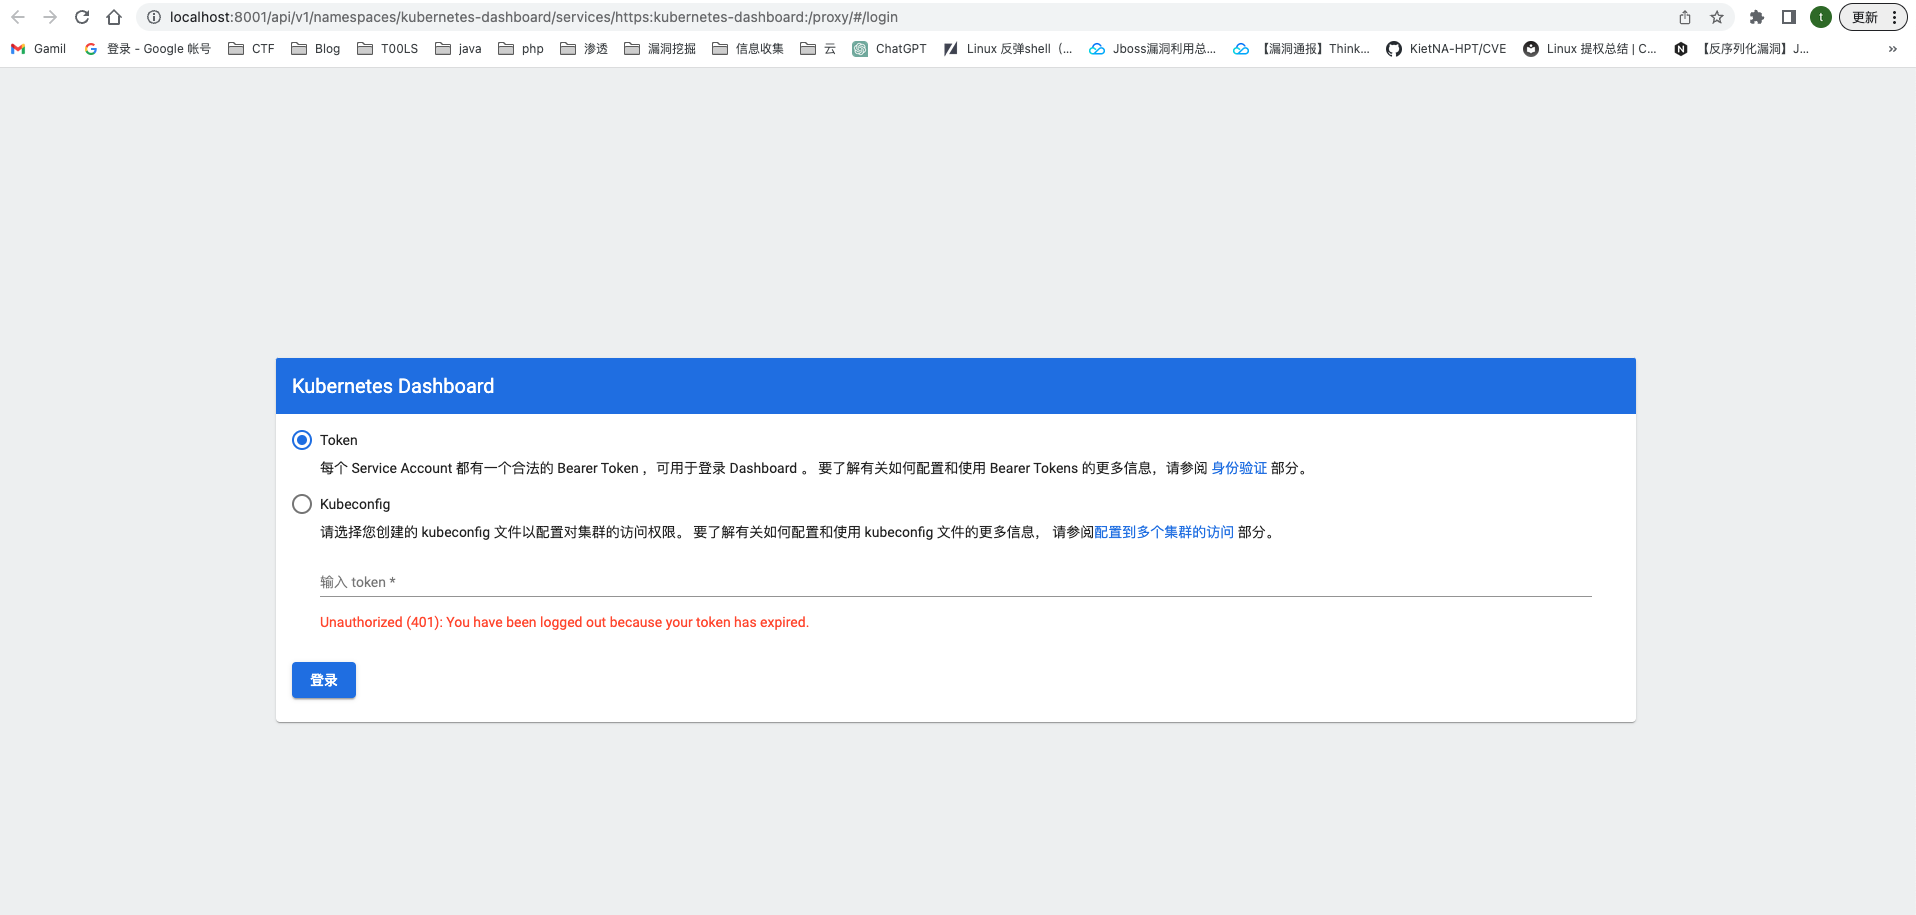 localhost:8001/api/v1/namespaces/kubernetes-dashboard/services/https:kubernetes-dashboard:/proxy/#/login
t
更新
Gamil
登录 - Google 帐号
CTF
Blog
T00LS
java
php
渗透
漏洞挖掘
信息收集
云
ChatGPT
Linux 反弹shell（...
Jboss漏洞利用总...
【漏洞通报】Think...
KietNA-HPT/CVE
Linux 提权总结 | C...
【反序列化漏洞】J...
»
Kubernetes Dashboard
Token
每个 Service Account 都有一个合法的 Bearer Token ，可用于登录 Dashboard 。 要了解有关如何配置和使用 Bearer Tokens 的更多信息，请参阅 身份验证 部分。
Kubeconfig
请选择您创建的 kubeconfig 文件以配置对集群的访问权限。 要了解有关如何配置和使用 kubeconfig 文件的更多信息， 请参阅配置到多个集群的访问 部分。
输入 token *
Unauthorized (401): You have been logged out because your token has expired.
登录